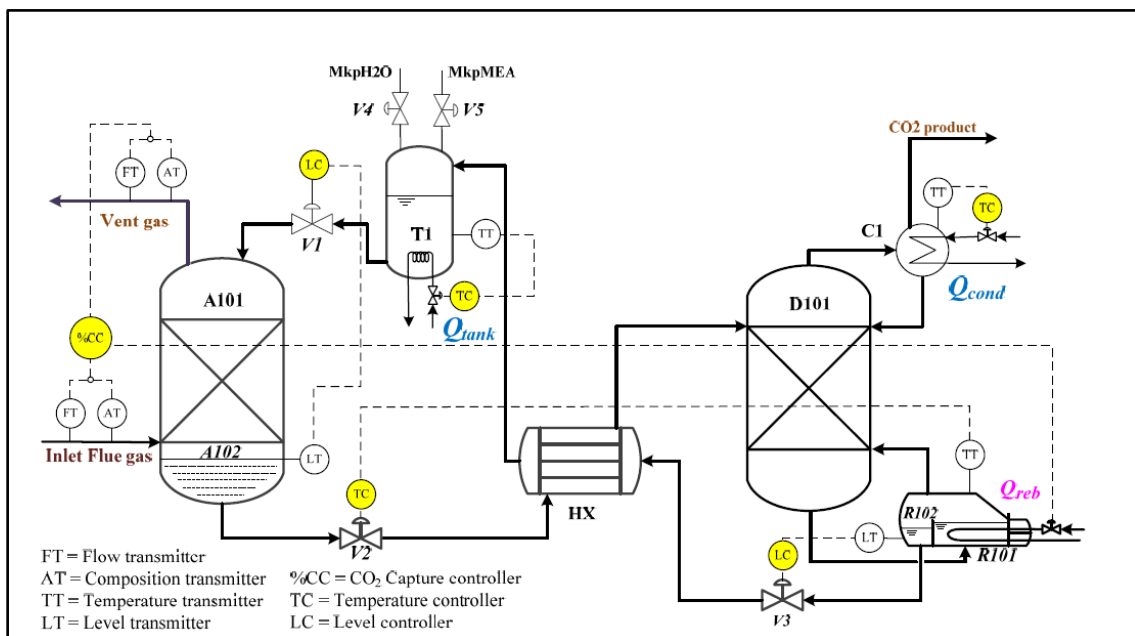 MkpH2O
MkpMEA
V4
V5
CO2 product
LC
FT
AT
TT
TC
Vent gas
V1
T1
TT
C1
A101
TC
Q_tank
D101
Q_cond
%CC
FT
AT
Inlet Flue gas
A102
LT
TC
TT
Q_reb
HX
R102
V2
LT
R101
LC
V3
FT = Flow transmitter
AT = Composition transmitter
%CC = CO₂ Capture controller
TT = Temperature transmitter
TC = Temperature controller
LT = Level transmitter
LC = Level controller